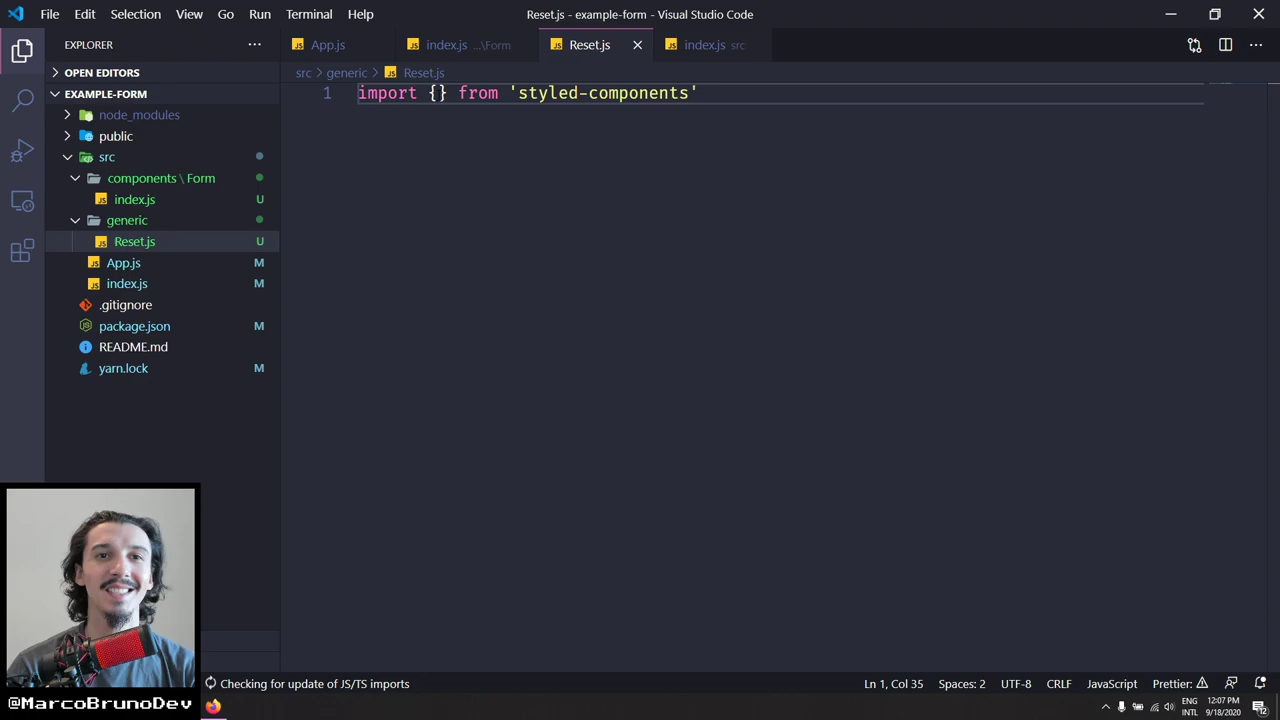 File Edit Selection View Go Run Terminal Help Reset.js - example-form - Visual Studio Code
EXPLORER ...
App.js index.js ...\Form Reset.js index.js src
OPEN EDITORS
src > generic > Reset.js
EXAMPLE-FORM
1 import {} from 'styled-components'
node_modules
public
src
components \ Form
index.js U
generic
Reset.js U
App.js M
index.js M
.gitignore
package.json M
README.md
yarn.lock M
Checking for update of JS/TS imports Ln 1, Col 35 Spaces: 2 UTF-8 CRLF JavaScript Prettier:
@MarcoBrunoDev
ENG 12:07 PM
INTL 9/18/2020 12